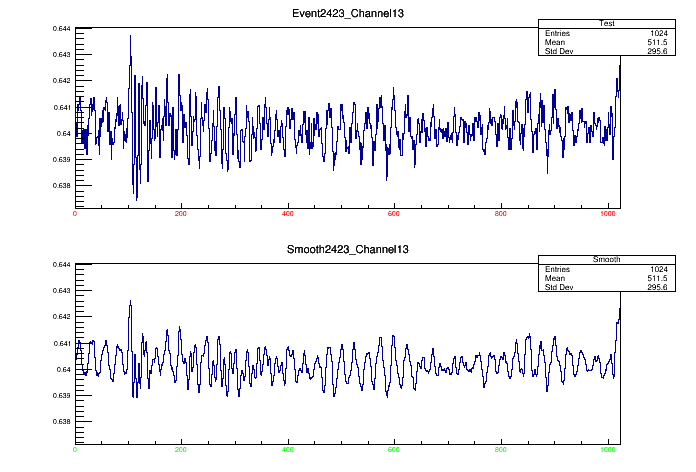 Event2423_Channel13
Test
Entries 1024
Mean 511.5
Std Dev 295.6
0.644
0.643
0.642
0.641
0.64
0.639
0.638
0 200 400 600 800 1000
Smooth2423_Channel13
Smooth
Entries 1024
Mean 511.5
Std Dev 295.6
0.644
0.643
0.642
0.641
0.64
0.639
0.638
0 200 400 600 800 1000